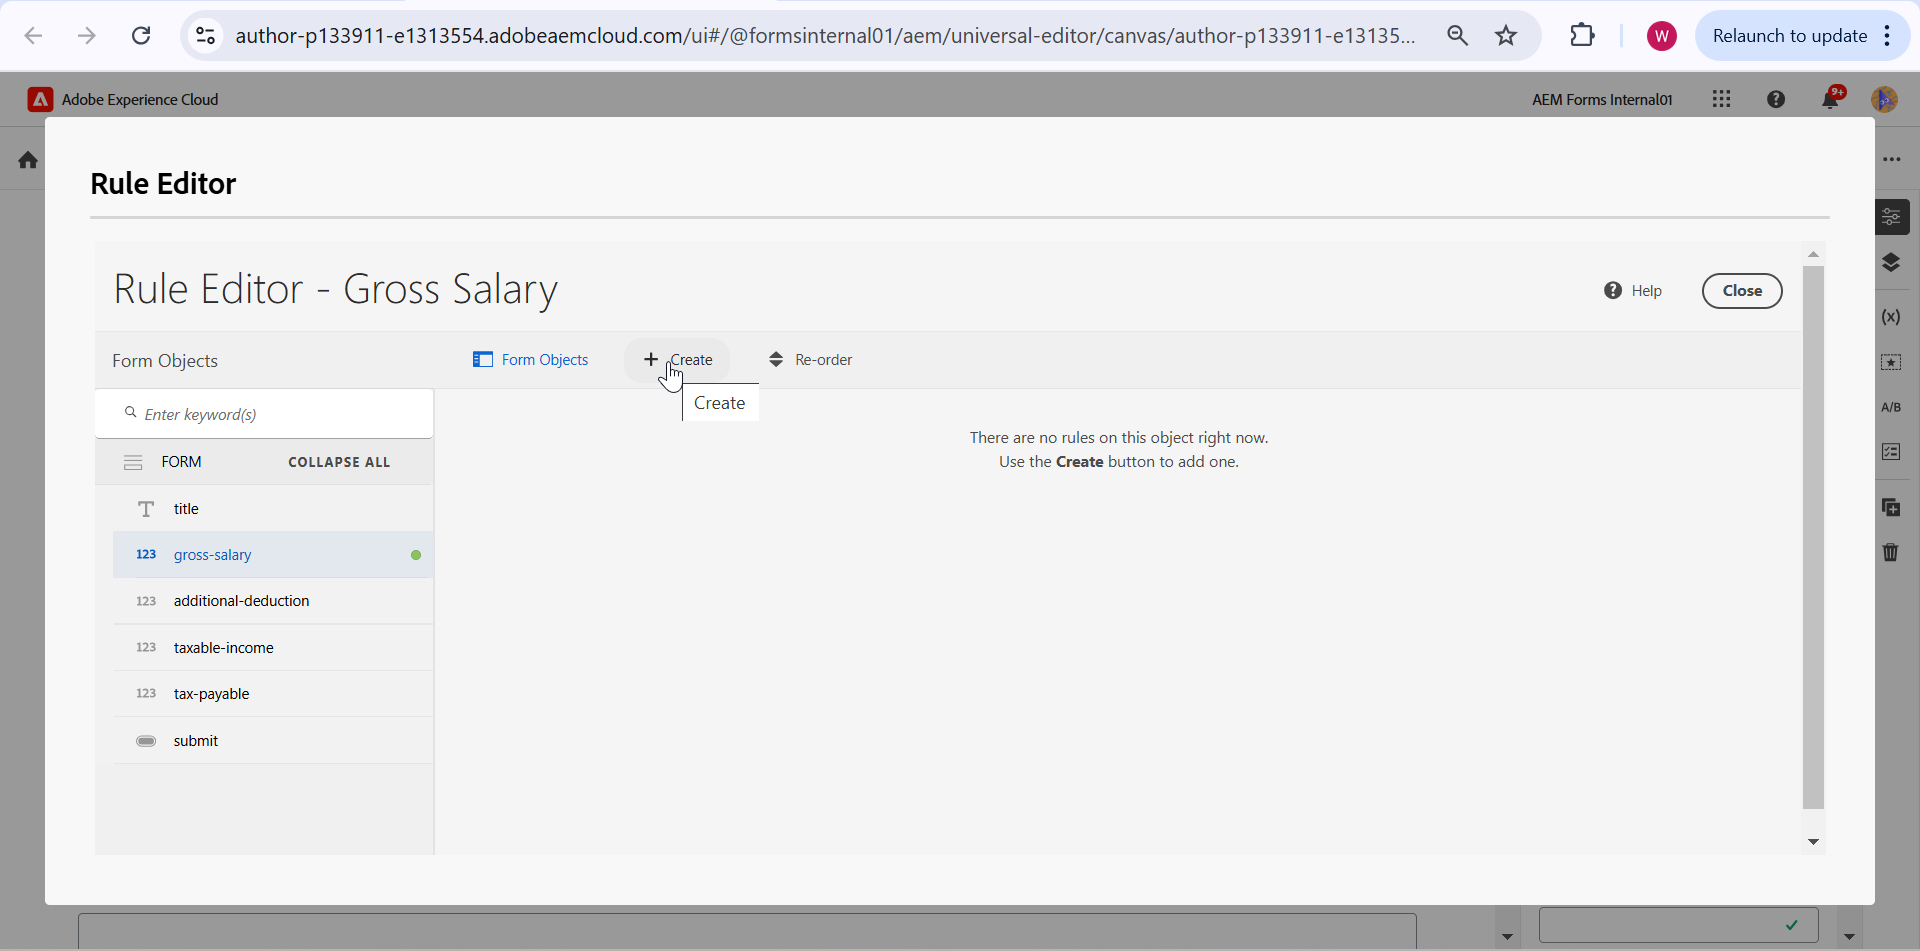 author-p133911-e1313554.adobeaemcloud.com/ui#/@formsinternal01/aem/universal-editor/canvas/author-p133911-e13135...
W
Relaunch to update
Adobe Experience Cloud
AEM Forms Internal01
9+
Rule Editor
Rule Editor - Gross Salary
Help
Close
Form Objects
Form Objects
Create
Re-order
Create
Enter keyword(s)
There are no rules on this object right now.
Use the Create button to add one.
FORM
COLLAPSE ALL
title
123 gross-salary
123 additional-deduction
123 taxable-income
123 tax-payable
submit
(x)
A/B